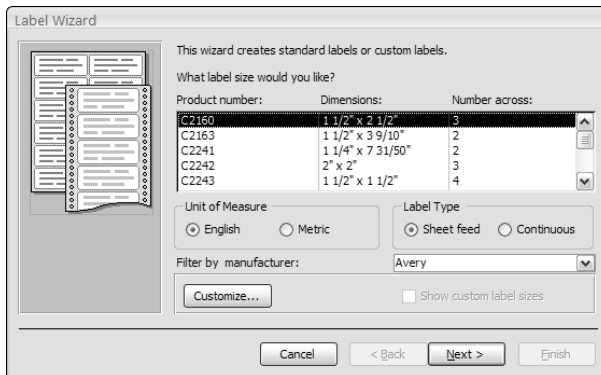 Label Wizard
This wizard creates standard labels or custom labels.
What label size would you like?
Product number: Dimensions: Number across:
C2160 1 1/2" x 2 1/2" 3
C2163 1 1/2" x 3 9/10" 2
C2241 1 1/4" x 7 31/50" 2
C2242 2" x 2" 3
C2243 1 1/2" x 1 1/2" 4
Unit of Measure Label Type
English Metric Sheet feed Continuous
Filter by manufacturer: Avery
Customize... Show custom label sizes
Cancel < Back Next > Finish